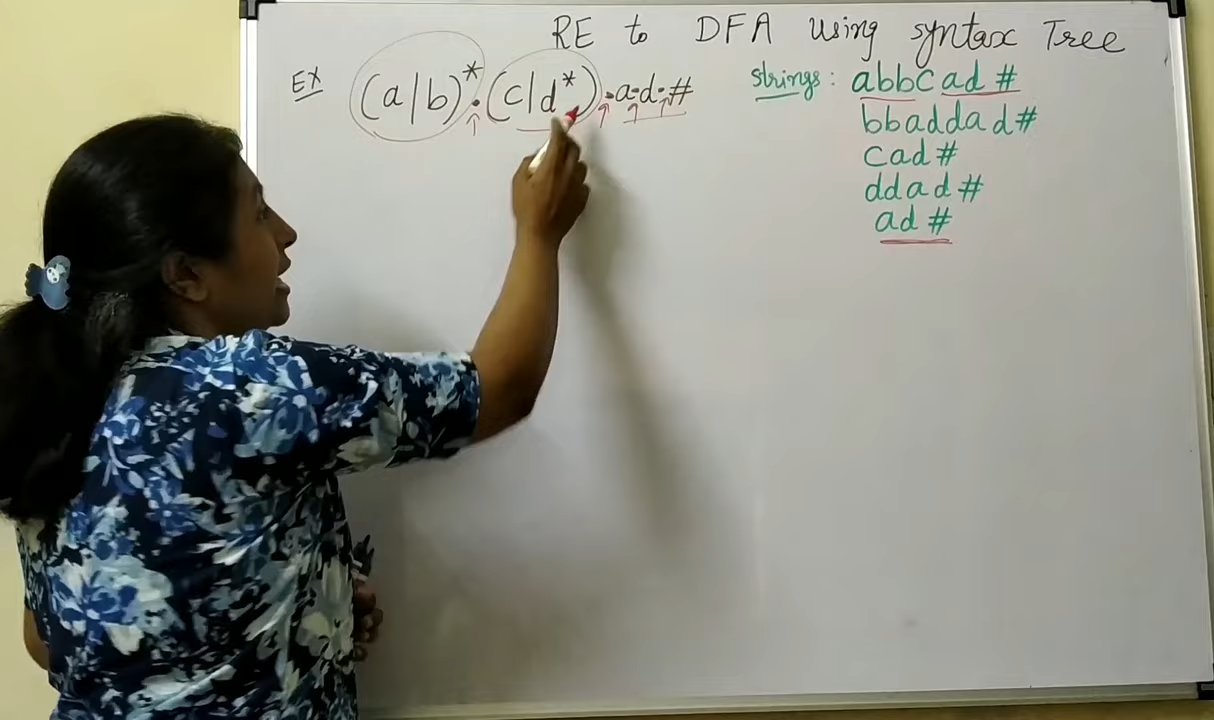 RE to DFA using syntax Tree
Ex (a|b)*.(c|d*).a.d.#
strings: abbcad#
bbaddad#
cad#
ddad#
ad#